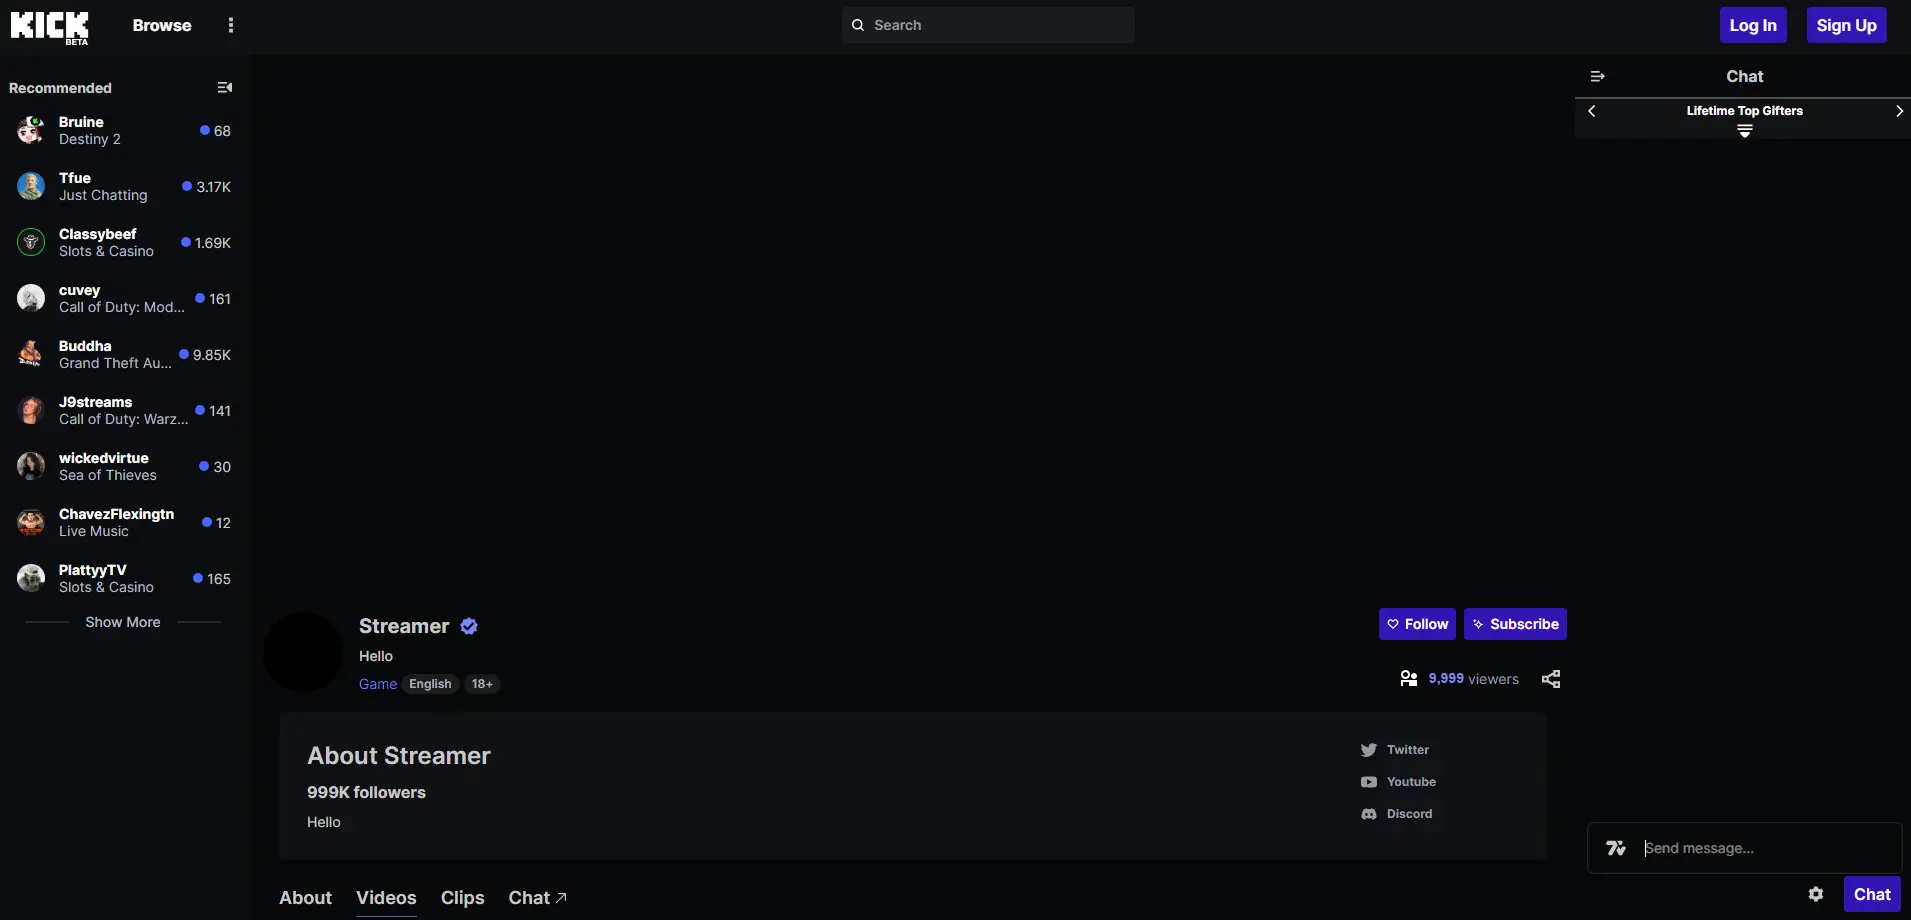 KICK
BETA
Browse
Search
Log In
Sign Up
Recommended
Bruine
Destiny 2
68
Tfue
Just Chatting
3.17K
Classybeef
Slots & Casino
1.69K
cuvey
Call of Duty: Mod...
161
Buddha
Grand Theft Au...
9.85K
J9streams
Call of Duty: Warz...
141
wickedvirtue
Sea of Thieves
30
ChavezFlexingtn
Live Music
12
PlattyyTV
Slots & Casino
165
Show More
Streamer
Hello
Game English 18+
Follow
Subscribe
9,999 viewers
About Streamer
999K followers
Hello
Twitter
Youtube
Discord
About Videos Clips Chat
Chat
Lifetime Top Gifters
Send message...
Chat